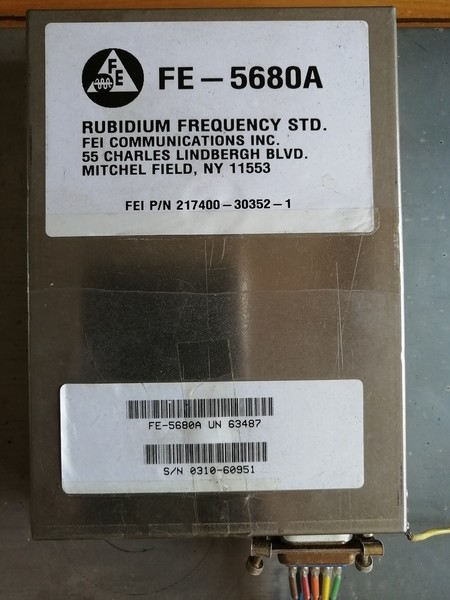 FE
FE-5680A
RUBIDIUM FREQUENCY STD.
FEI COMMUNICATIONS INC.
55 CHARLES LINDBERGH BLVD.
MITCHEL FIELD, NY 11553
FEI P/N 217400-30352-1
FE-5680A UN 63487
S/N 0310-60951